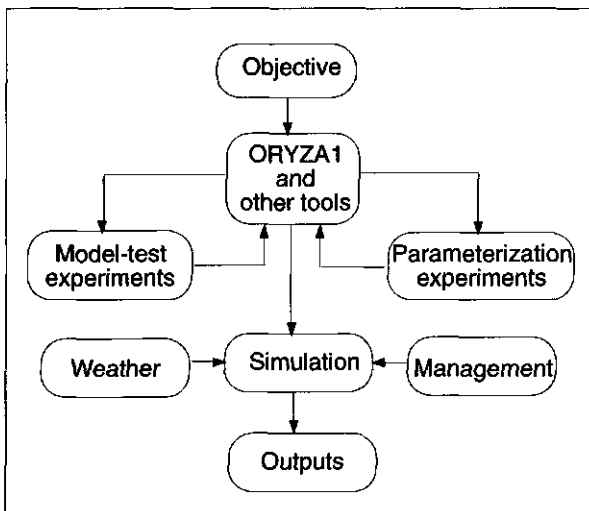 Objective
ORYZA1
and
other tools
Model-test
experiments
Parameterization
experiments
Weather
Simulation
Management
Outputs